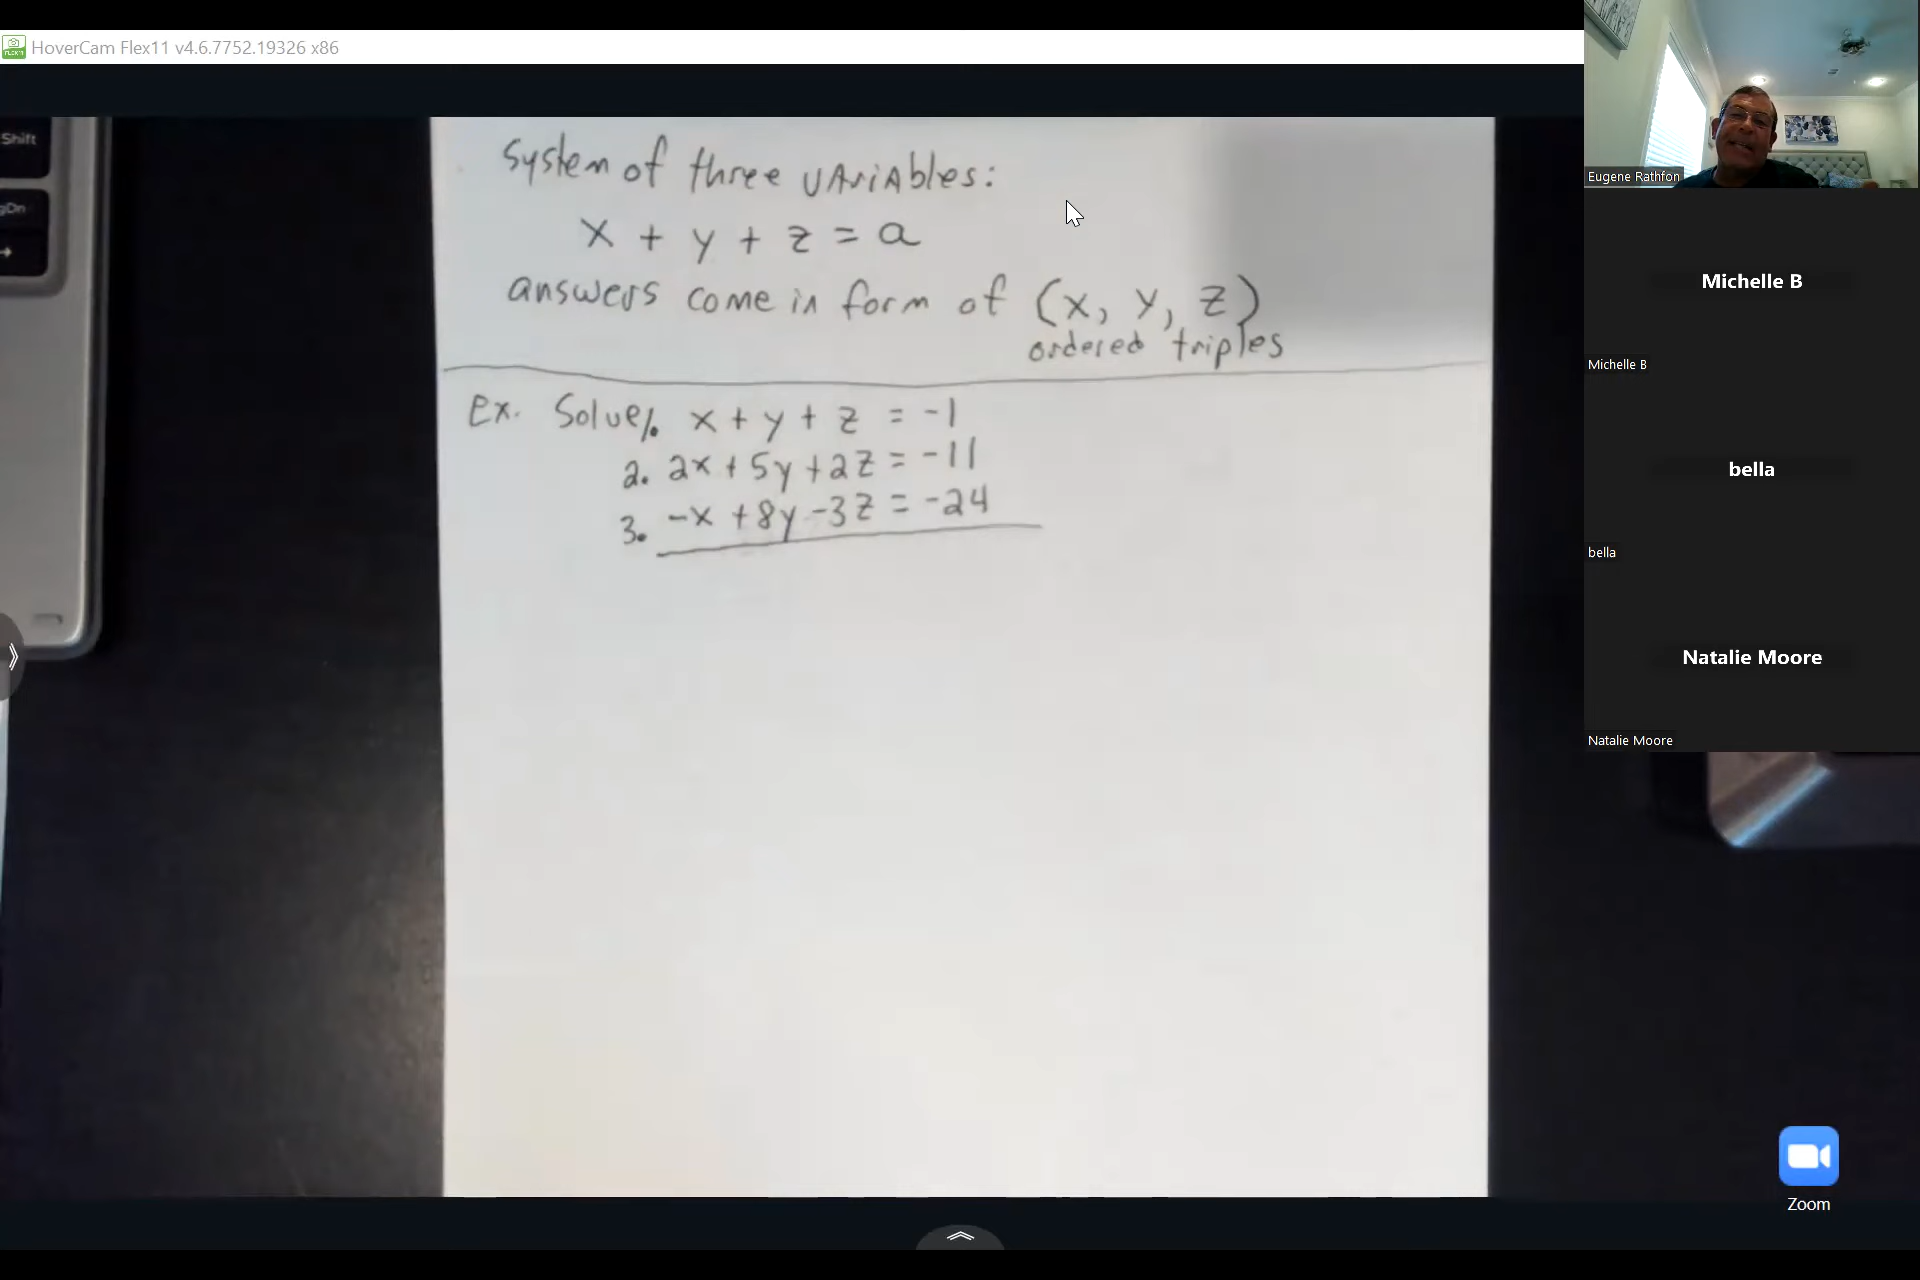 HoverCam Flex11 v4.6.7752.19326 x86
Shift
gDn
System of three variables:
x + y + z = a
answers come in form of (x, y, z)
ordered triples
Ex. Solve 1. x + y + z = -1
2. 2x + 5y + 2z = -11
3. -x + 8y - 3z = -24
Eugene Rathfon
Michelle B
Michelle B
bella
bella
Natalie Moore
Natalie Moore
Zoom